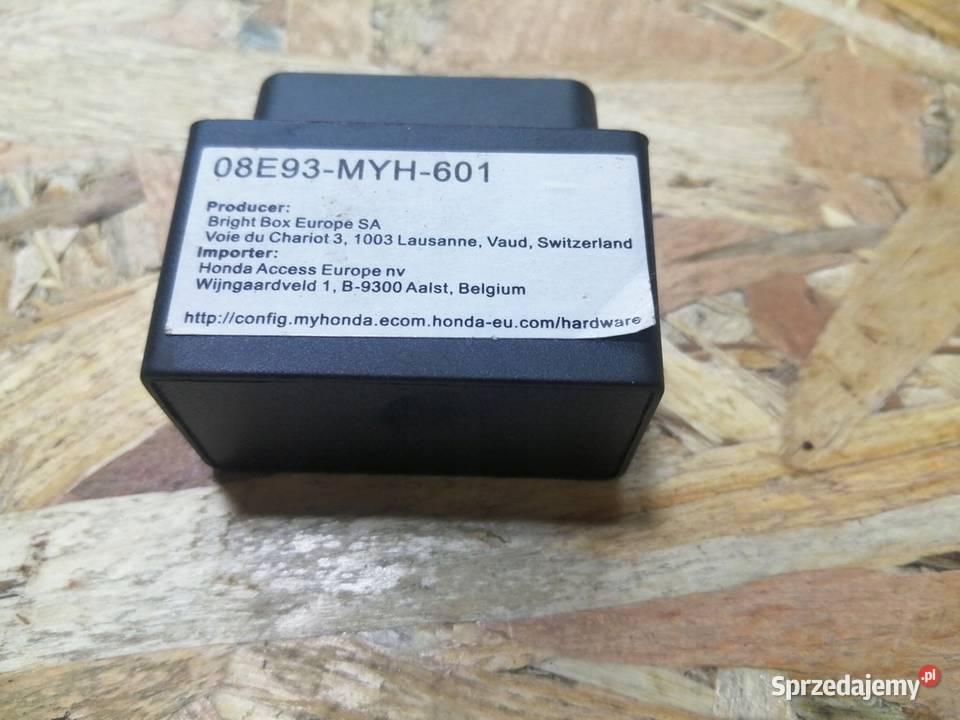 08E93-MYH-601
Producer:
Bright Box Europe SA
Voie du Chariot 3, 1003 Lausanne, Vaud, Switzerland
Importer:
Honda Access Europe nv
Wijngaardveld 1, B-9300 Aalst, Belgium
http://config.myhonda.ecom.honda-eu.com/hardware
Sprzedajemy.pl